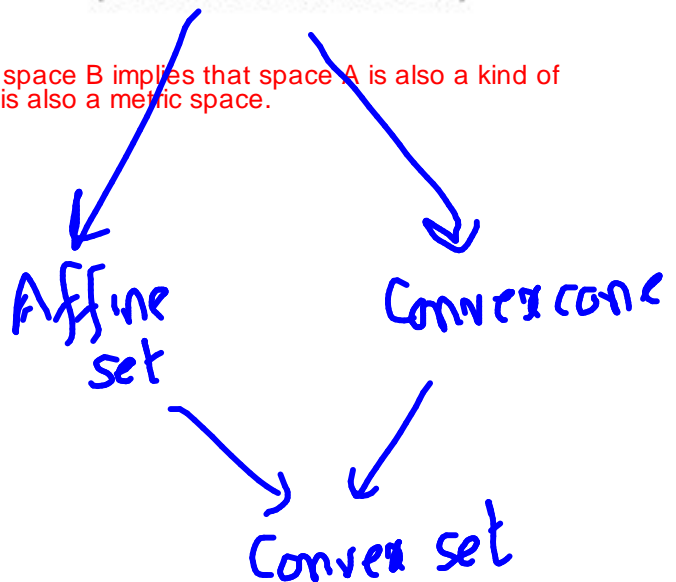 space B implies that space A is also a kind of
is also a metric space.
Affine
set
Convex cone
Convex set